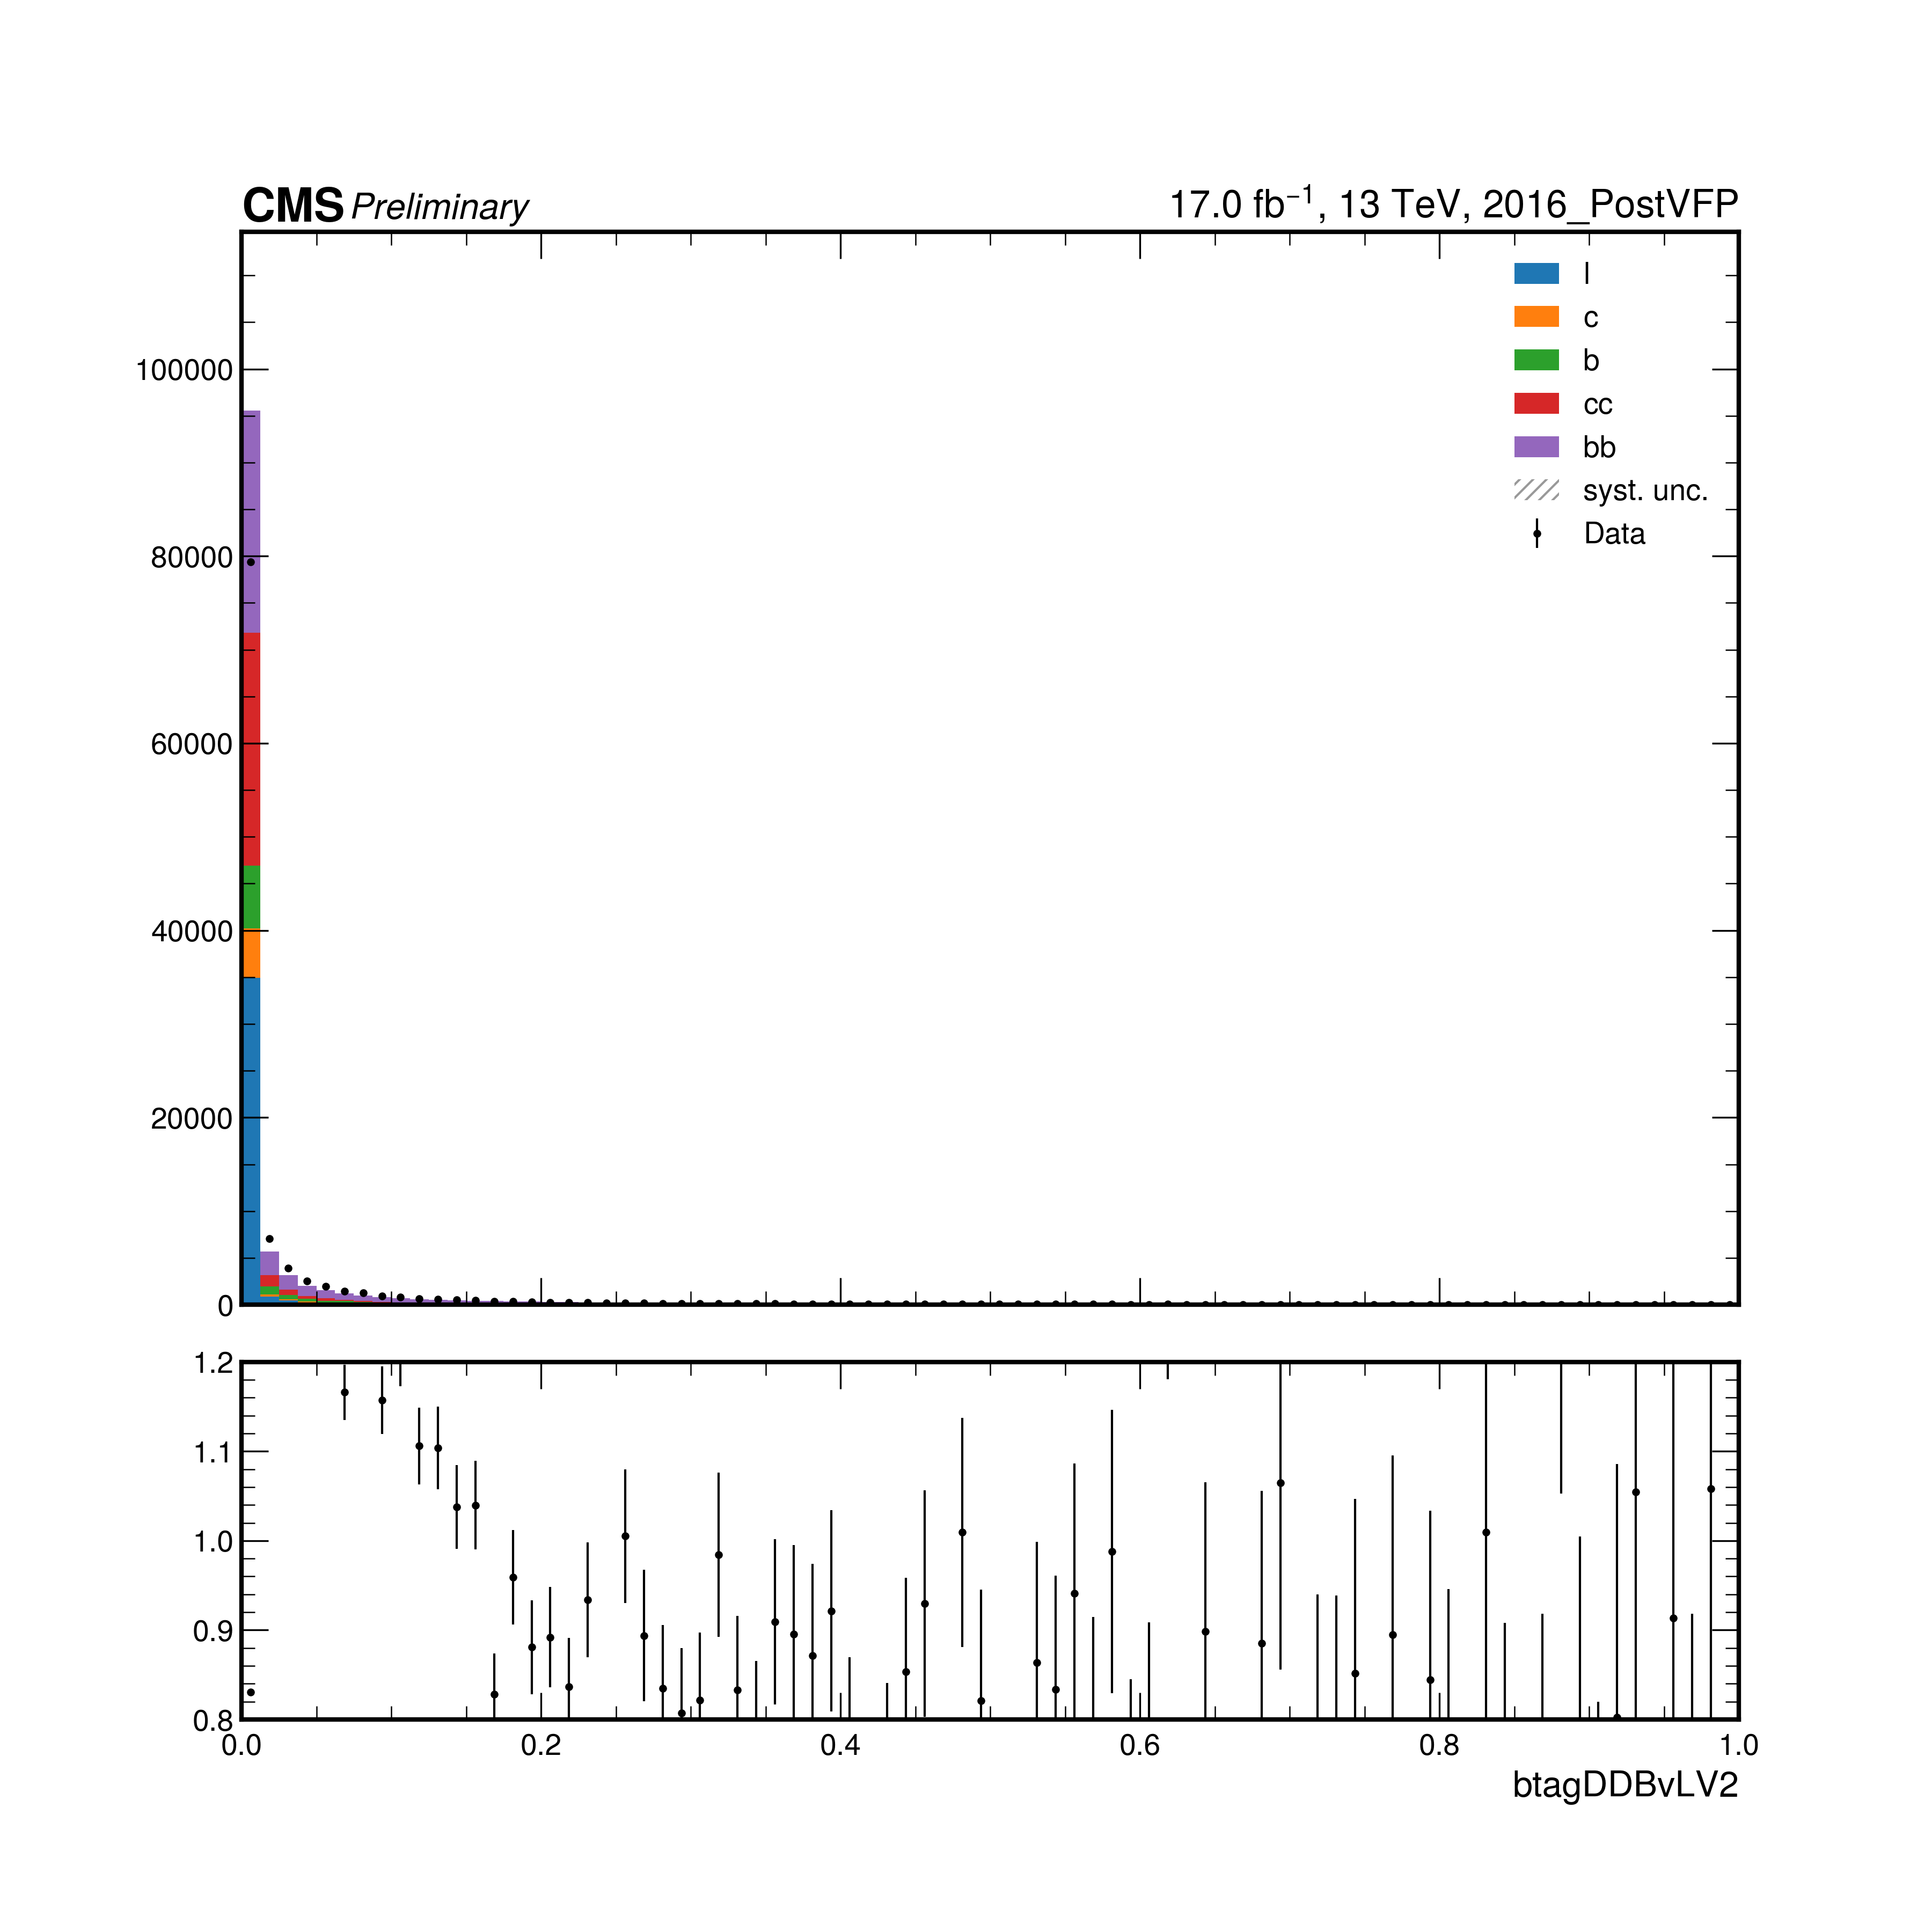 CMS Preliminary
17.0 fb⁻¹, 13 TeV, 2016_PostVFP
l
c
b
cc
bb
syst. unc.
Data
100000
80000
60000
40000
20000
0
1.2
1.1
1.0
0.9
0.8
0.0 0.2 0.4 0.6 0.8 1.0
btagDDBvLV2